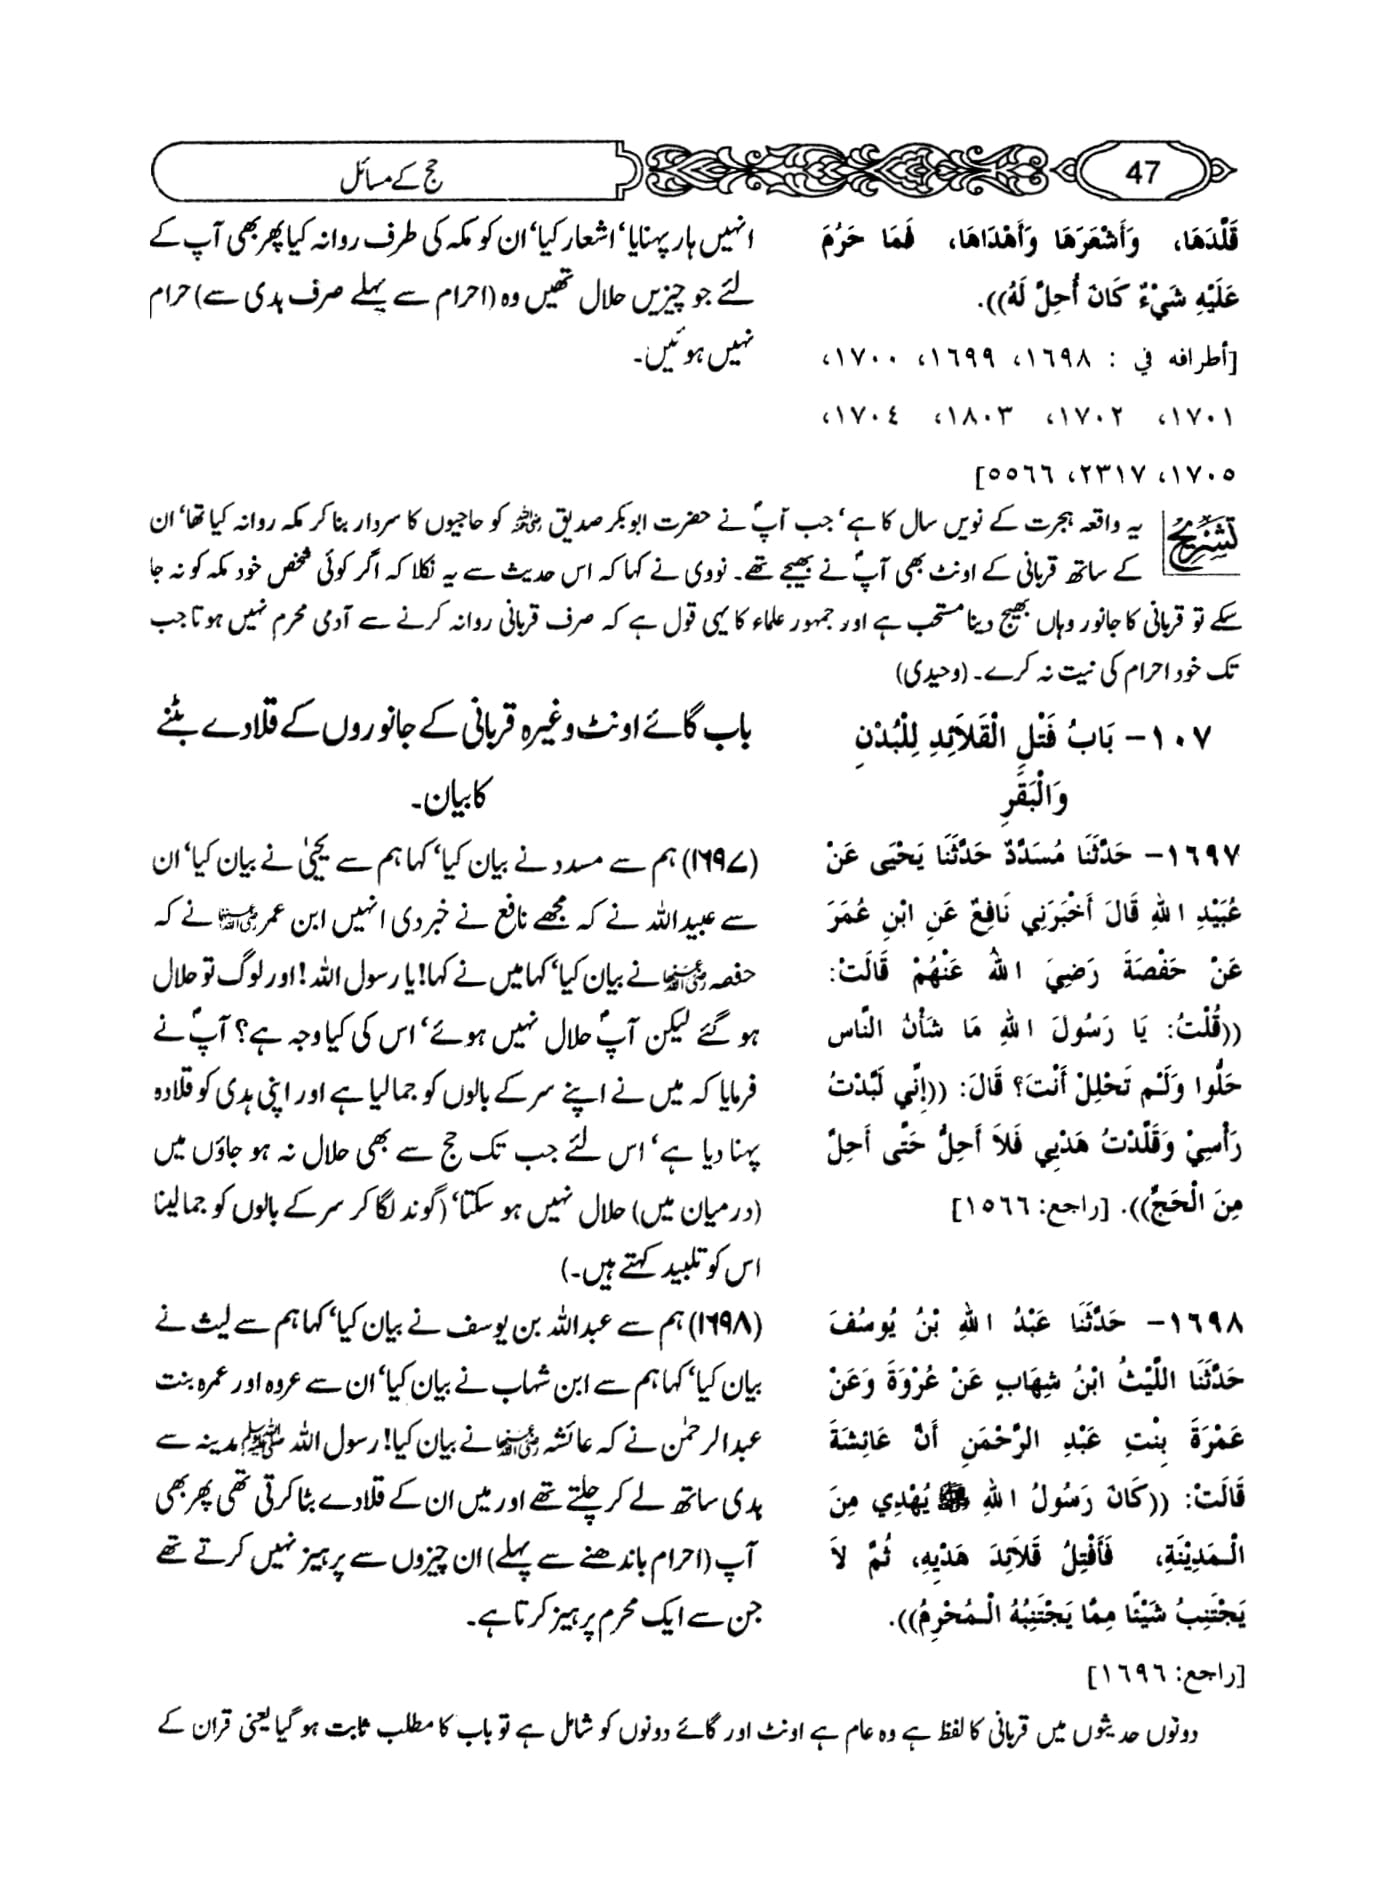 47
حج کے مسائل
قَلَّدَهَا، وَأَشْعَرَهَا وَأَهْدَاهَا، فَمَا حَرُمَ
عَلَيْهِ شَيْءٌ كَانَ أُحِلَّ لَهُ)).
[أطرافه في : ١٦٩٨، ١٦٩٩، ١٧٠٠،
١٧٠١، ١٧٠٢، ١٨٠٣، ١٧٠٤،
١٧٠٥، ٢٣١٧، ٥٥٦٦]
انہیں ہار پہنایا‘ اشعار کیا‘ ان کو مکہ کی طرف روانہ کیا پھر بھی آپ کے
لئے جو چیزیں حلال تھیں وہ (احرام سے پہلے صرف ہدی سے) حرام
نہیں ہوئیں۔
تشریح
یہ واقعہ ہجرت کے نویں سال کا ہے‘ جب آپؐ نے حضرت ابوبکر صدیق رضی اللہ عنہ کو حاجیوں کا سردار بنا کر مکہ روانہ کیا تھا‘ ان
کے ساتھ قربانی کے اونٹ بھی آپؐ نے بھیجے تھے۔ نووی نے کہا کہ اس حدیث سے یہ نکلا کہ اگر کوئی شخص خود مکہ کو نہ جا
سکے تو قربانی کا جانور وہاں بھیج دینا مستحب ہے اور جمہور علماء کا یہی قول ہے کہ صرف قربانی روانہ کرنے سے آدمی محرم نہیں ہوتا جب
تک خود احرام کی نیت نہ کرے۔ (وحیدی)
١٠٧- بَابُ فَتْلِ الْقَلاَئِدِ لِلْبُدْنِ
وَالْبَقَرِ
باب گائے اونٹ وغیرہ قربانی کے جانوروں کے قلادے بٹنے
کا بیان۔
١٦٩٧- حَدَّثَنَا مُسَدَّدٌ حَدَّثَنَا يَحْيَى عَنْ
عُبَيْدِ اللهِ قَالَ أَخْبَرَنِي نَافِعٌ عَنِ ابْنِ عُمَرَ
عَنْ حَفْصَةَ رَضِيَ اللهُ عَنْهُمْ قَالَتْ:
((قُلْتُ: يَا رَسُولَ اللهِ مَا شَأْنُ النَّاس
حَلُّوا وَلَمْ تَحْلِلْ أَنْتَ؟ قَالَ: ((إِنِّي لَبَّدْتُ
رَأْسِيْ وَقَلَّدْتُ هَدْيِي فَلاَ أَحِلُّ حَتَّى أَحِلَّ
مِنَ الْحَجِّ)). [راجع: ١٥٦٦]
(۱۶۹۷) ہم سے مسدد نے بیان کیا‘ کہا ہم سے یحییٰ نے بیان کیا‘ ان
سے عبیداللہ نے کہ مجھے نافع نے خبر دی انہیں ابن عمر رضی اللہ عنہما نے کہ
حفصہ رضی اللہ عنہا نے بیان کیا‘ کہا میں نے کہا! یا رسول اللہ! اور لوگ تو حلال
ہو گئے لیکن آپؐ حلال نہیں ہوئے‘ اس کی کیا وجہ ہے؟ آپؐ نے
فرمایا کہ میں نے اپنے سر کے بالوں کو جما لیا ہے اور اپنی ہدی کو قلادہ
پہنا دیا ہے‘ اس لئے جب تک حج سے بھی حلال نہ ہو جاؤں میں
(درمیان میں) حلال نہیں ہو سکتا‘ (گوند لگا کر سر کے بالوں کو جما لینا
اس کو تلبید کہتے ہیں۔)
١٦٩٨- حَدَّثَنَا عَبْدُ اللهِ بْنُ يُوسُفَ
حَدَّثَنَا اللَّيْثُ ابْنُ شِهَابٍ عَنْ عُرْوَةَ وَعَنْ
عَمْرَةَ بِنْتِ عَبْدِ الرَّحْمَنِ أَنَّ عَائِشَةَ
قَالَتْ: ((كَانَ رَسُولُ اللهِ ﷺ يُهْدِي مِنَ
الْـمَدِيْنَةِ، فَأَفْتِلُ قَلاَئِدَ هَدْيِهِ، ثُمَّ لاَ
يَجْتَنِبُ شَيْئًا مِمَّا يَجْتَنِبُهُ الْـمُحْرِمُ)).
[راجع: ١٦٩٦]
(۱۶۹۸) ہم سے عبداللہ بن یوسف نے بیان کیا‘ کہا ہم سے لیث نے
بیان کیا‘ کہا ہم سے ابن شہاب نے بیان کیا‘ ان سے عروہ اور عمرہ بنت
عبدالرحمٰن نے کہ عائشہ رضی اللہ عنہا نے بیان کیا! رسول اللہ ﷺ مدینہ سے
ہدی ساتھ لے کر چلتے تھے اور میں ان کے قلادے بٹا کرتی تھی پھر بھی
آپ (احرام باندھنے سے پہلے) ان چیزوں سے پرہیز نہیں کرتے تھے
جن سے ایک محرم پرہیز کرتا ہے۔
دونوں حدیثوں میں قربانی کا لفظ ہے وہ عام ہے اونٹ اور گائے دونوں کو شامل ہے تو باب کا مطلب ثابت ہو گیا یعنی قران کے